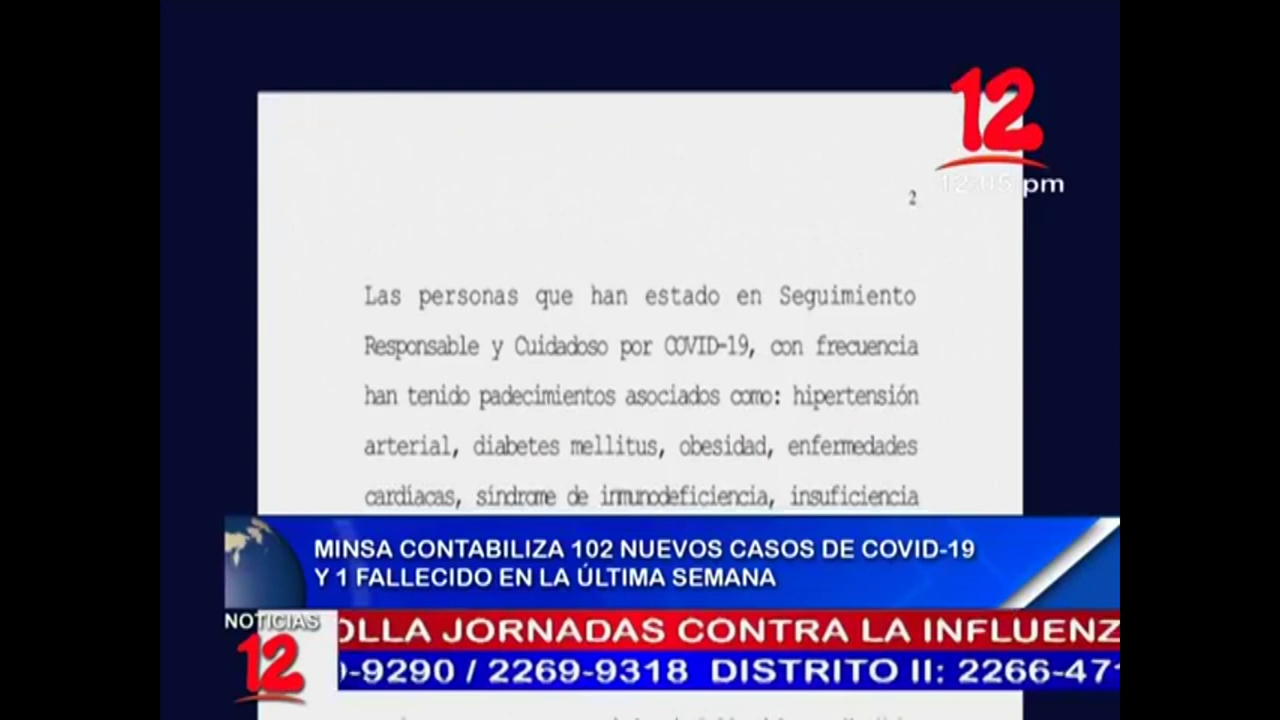 12
12:05 pm
2
Las personas que han estado en Seguimiento
Responsable y Cuidadoso por COVID-19, con frecuencia
han tenido padecimientos asociados como: hipertensión
arterial, diabetes mellitus, obesidad, enfermedades
cardíacas, síndrome de inmunodeficiencia, insuficiencia
MINSA CONTABILIZA 102 NUEVOS CASOS DE COVID-19
Y 1 FALLECIDO EN LA ÚLTIMA SEMANA
NOTICIAS
12
OLLA JORNADAS CONTRA LA INFLUENZ
-9290 / 2269-9318 DISTRITO II: 2266-47